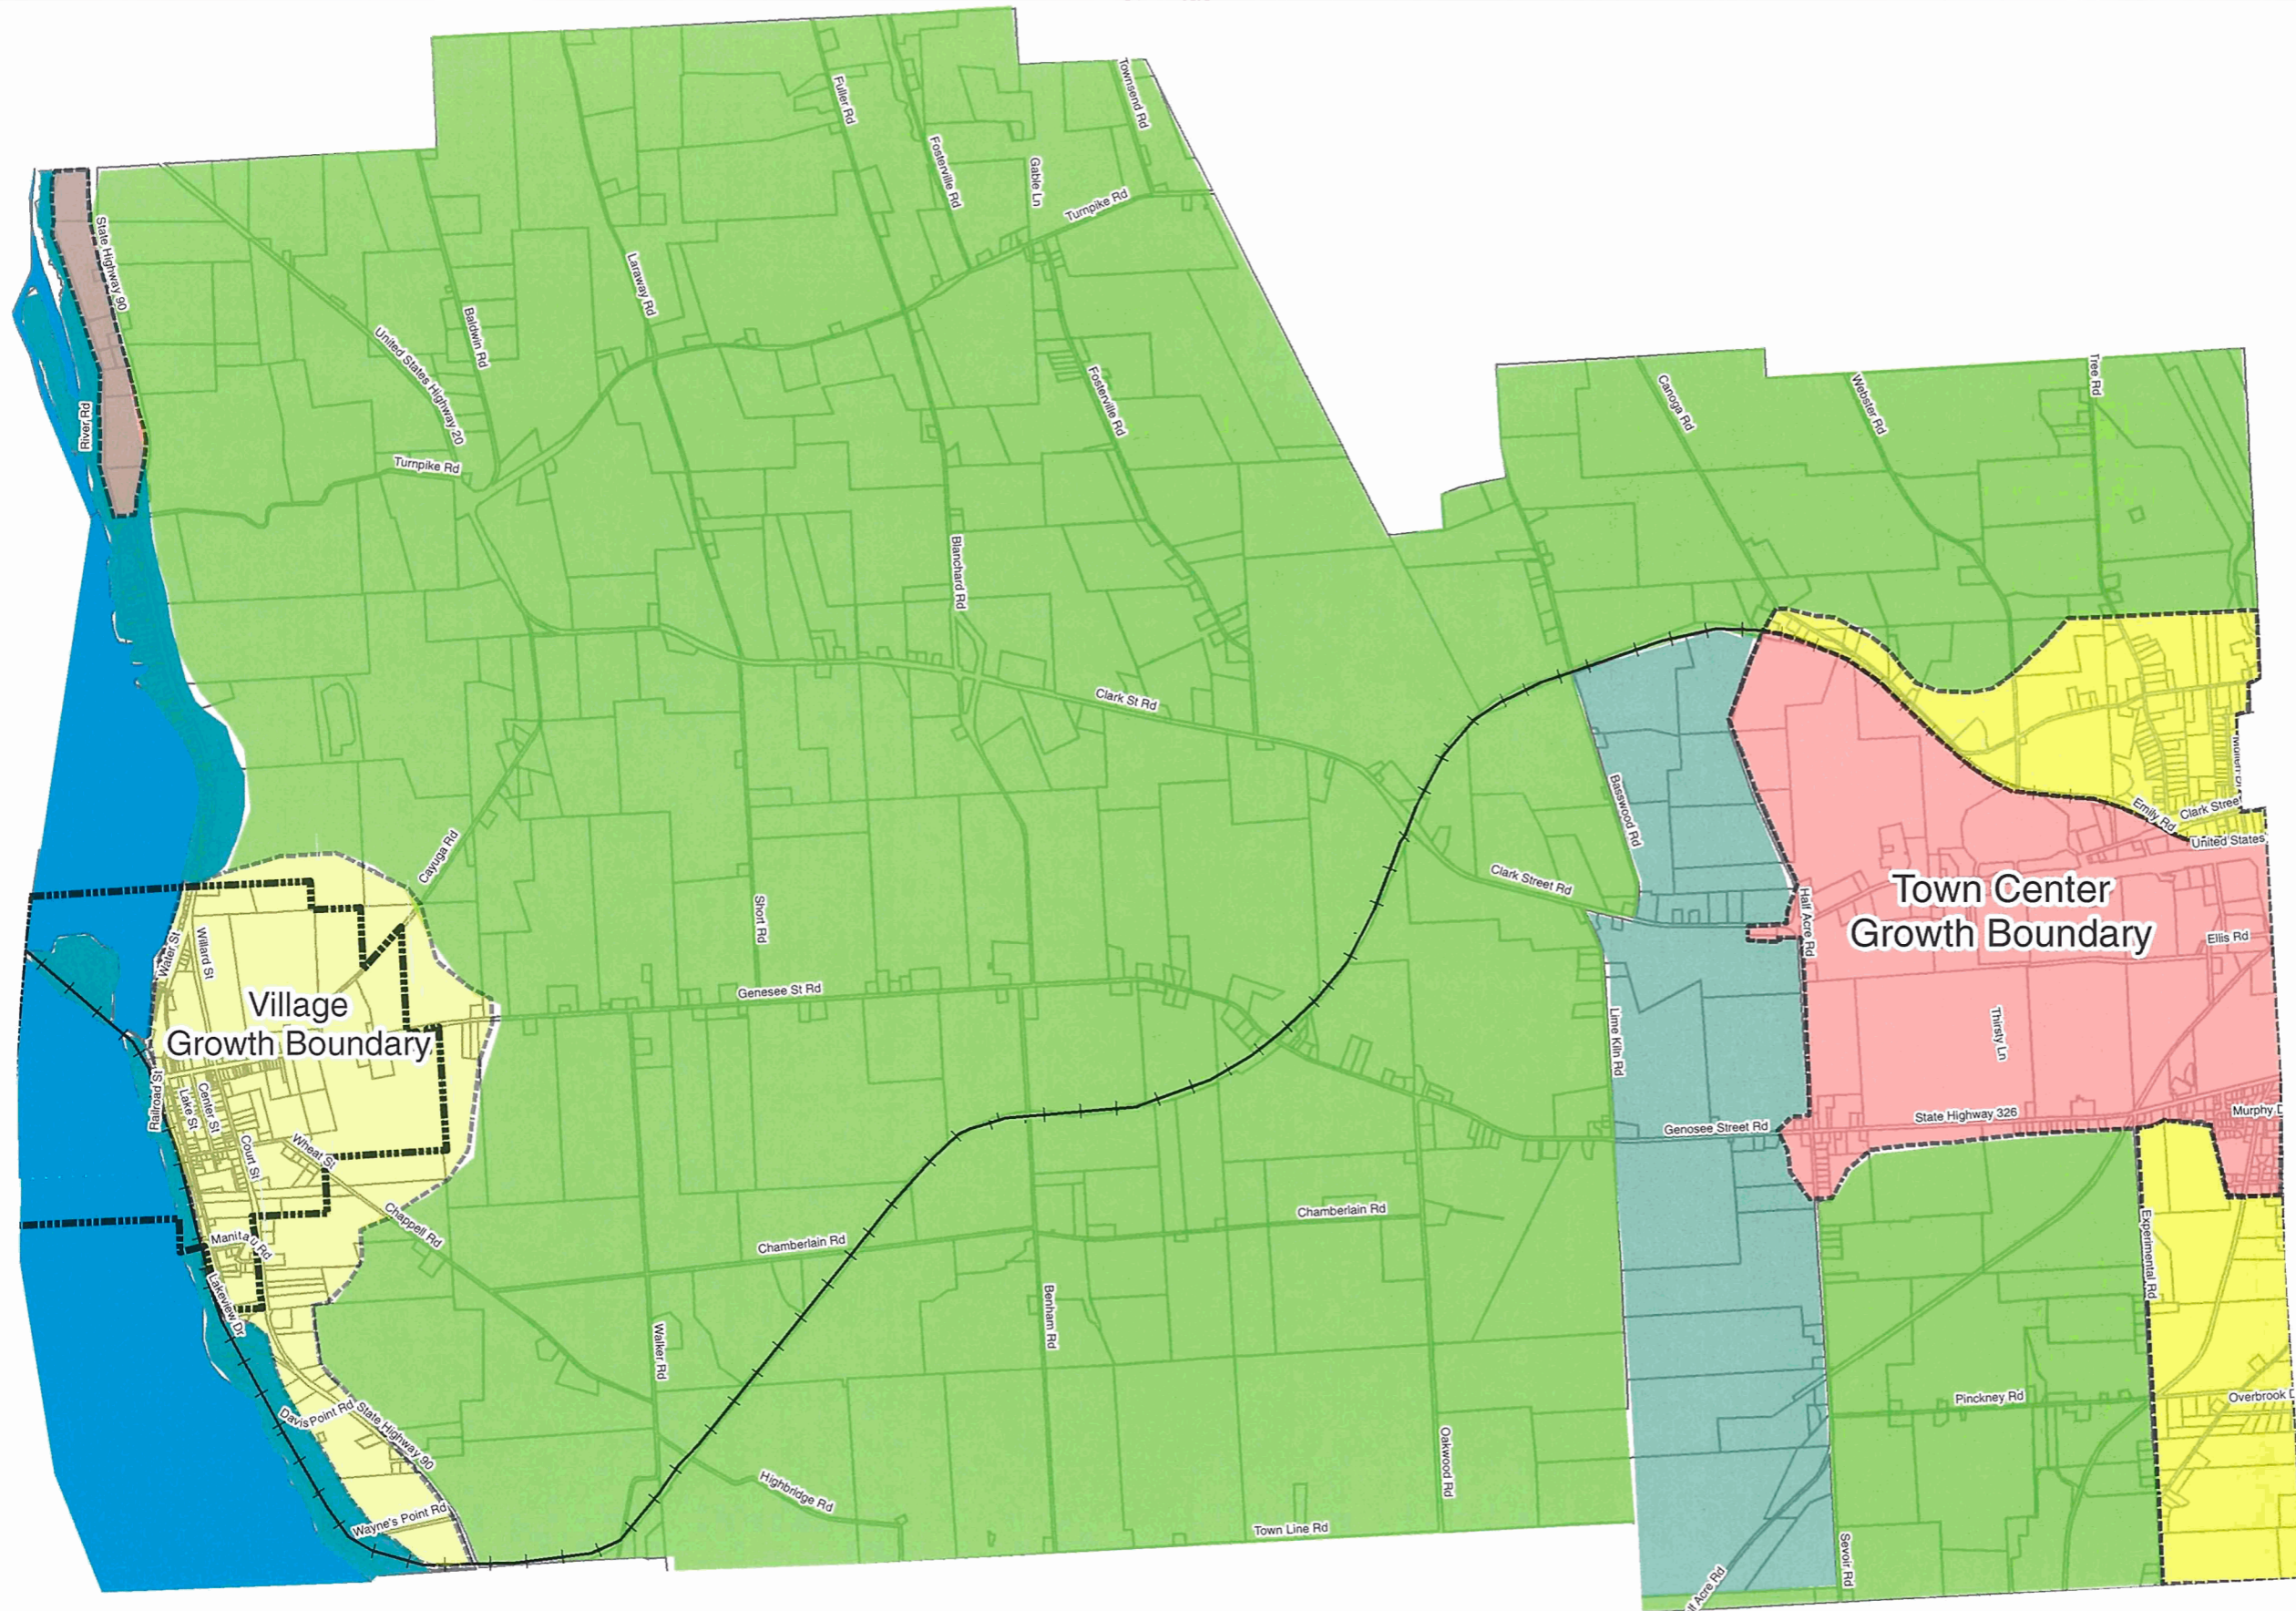 Townsend Rd
Fuller Rd
Fosterville Rd
Gable Ln
Turnpike Rd
State Highway 90
Laraway Rd
Baldwin Rd
United States Highway 20
River Rd
Turnpike Rd
Fosterville Rd
Canoga Rd
Webster Rd
Tree Rd
Blanchard Rd
Clark St Rd
Basswood Rd
Emily Rd
Clark Stree
United States
Cayuga Rd
Short Rd
Clark Street Rd
Half Acre Rd
Town Center
Growth Boundary
Ellis Rd
Water St
Willard St
Village
Growth Boundary
Genesee St Rd
Lime Kiln Rd
Thirsty Ln
Railroad St
Lake St
Center St
Court St
Wheat St
Genosee Street Rd
State Highway 326
Murphy D
Manitau Rd
Chappell Rd
Chamberlain Rd
Chamberlain Rd
Experimental Rd
Lakeview Dr
Walker Rd
Benham Rd
Davis Point Rd
State Highway 90
Pinckney Rd
Overbrook D
Highbridge Rd
Oakwood Rd
Wayne's Point Rd
Town Line Rd
Sevoir Rd
lf Acre Rd